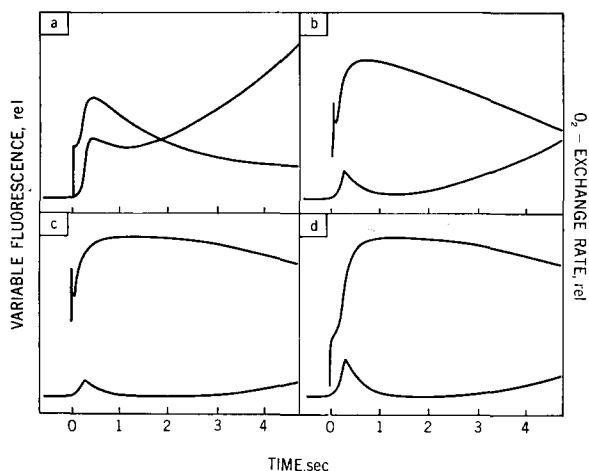 a
b
c
d
VARIABLE FLUORESCENCE, rel
O₂ – EXCHANGE RATE, rel
0 1 2 3 4
0 1 2 3 4
TIME, sec